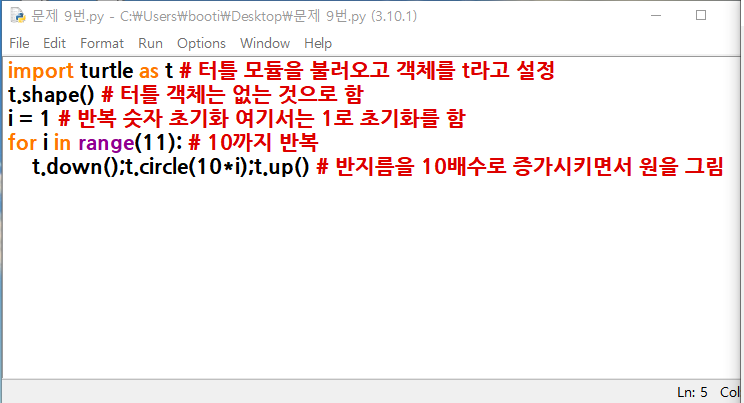 문제 9번.py - C:₩Users₩booti₩Desktop₩문제 9번.py (3.10.1)
File Edit Format Run Options Window Help
import turtle as t # 터틀 모듈을 불러오고 객체를 t라고 설정
t.shape() # 터틀 객체는 없는 것으로 함
i = 1 # 반복 숫자 초기화 여기서는 1로 초기화를 함
for i in range(11): # 10까지 반복
    t.down();t.circle(10*i);t.up() # 반지름을 10배수로 증가시키면서 원을 그림
Ln: 5 Col